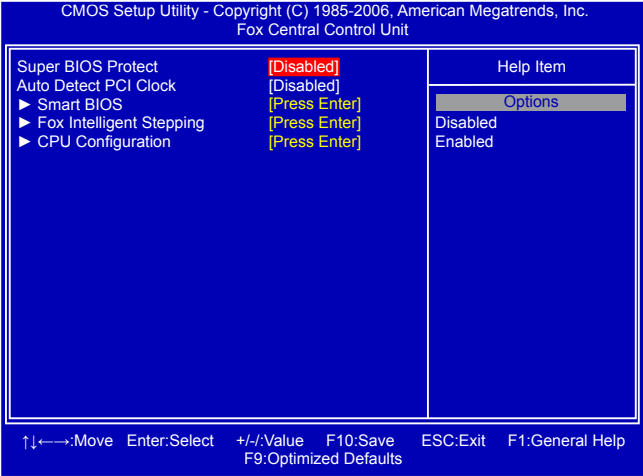 CMOS Setup Utility - Copyright (C) 1985-2006, American Megatrends, Inc.
Fox Central Control Unit
Super BIOS Protect [Disabled]
Auto Detect PCI Clock [Disabled]
► Smart BIOS [Press Enter]
► Fox Intelligent Stepping [Press Enter]
► CPU Configuration [Press Enter]
Help Item
Options
Disabled
Enabled
↑↓←→:Move Enter:Select +/-/:Value F10:Save ESC:Exit F1:General Help
F9:Optimized Defaults